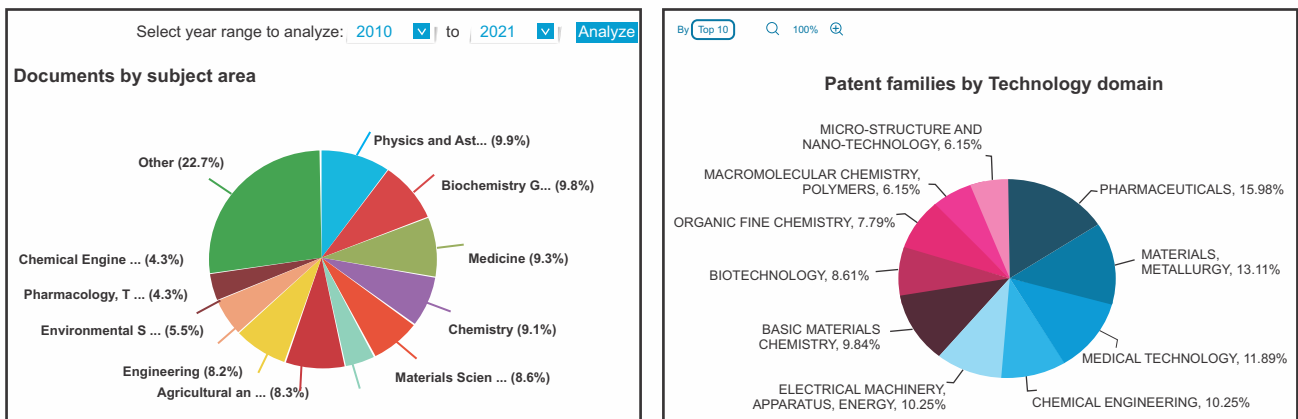 Select year range to analyze: 2010 to 2021 Analyze
Documents by subject area
Physics and Ast... (9.9%)
Other (22.7%)
Biochemistry G... (9.8%)
Medicine (9.3%)
Chemical Engine ... (4.3%)
Pharmacology, T ... (4.3%)
Environmental S ... (5.5%)
Chemistry (9.1%)
Engineering (8.2%)
Materials Scien ... (8.6%)
Agricultural an ... (8.3%)
By Top 10 100%
Patent families by Technology domain
MICRO-STRUCTURE AND
NANO-TECHNOLOGY, 6.15%
MACROMOLECULAR CHEMISTRY,
POLYMERS, 6.15%
PHARMACEUTICALS, 15.98%
ORGANIC FINE CHEMISTRY, 7.79%
MATERIALS,
METALLURGY, 13.11%
BIOTECHNOLOGY, 8.61%
BASIC MATERIALS
CHEMISTRY, 9.84%
MEDICAL TECHNOLOGY, 11.89%
ELECTRICAL MACHINERY,
APPARATUS, ENERGY, 10.25%
CHEMICAL ENGINEERING, 10.25%